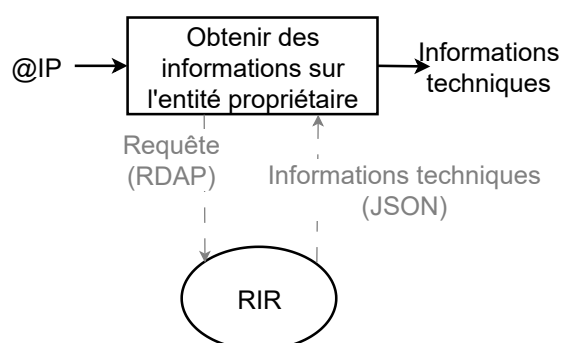 Obtenir des
informations sur
l'entité propriétaire
@IP
Informations
techniques
Requête
(RDAP)
Informations techniques
(JSON)
RIR